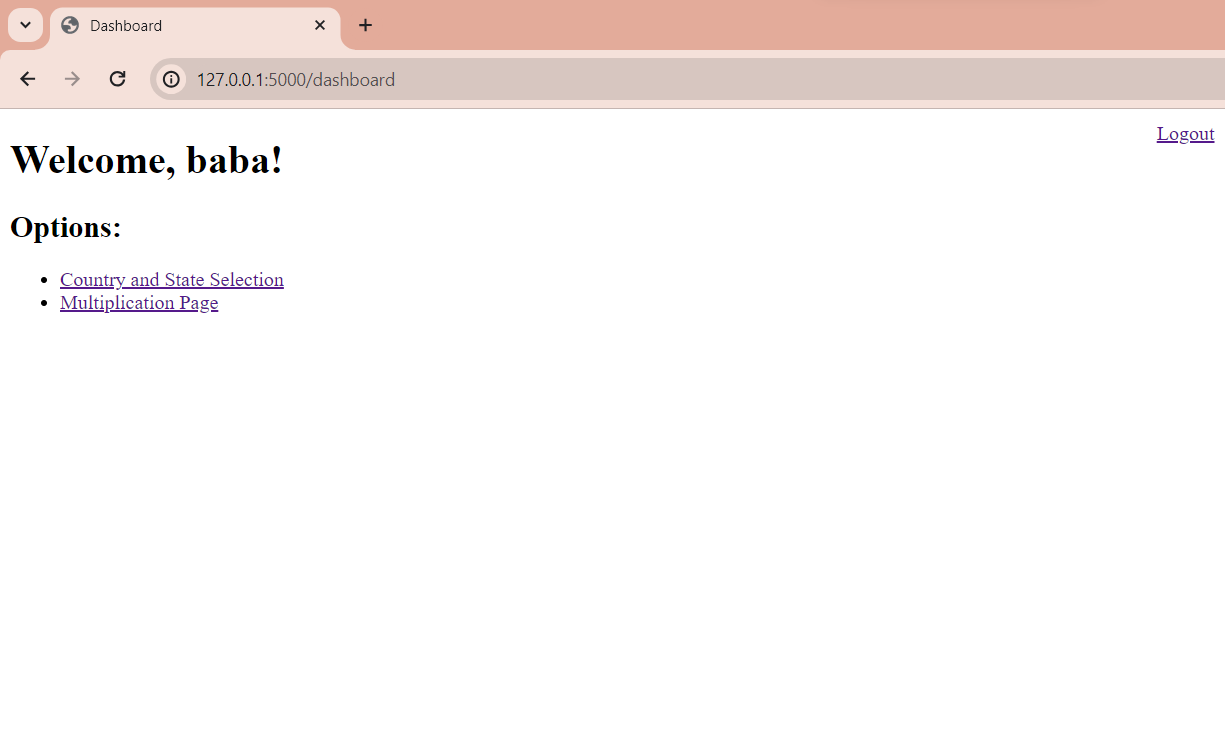 Dashboard
127.0.0.1:5000/dashboard
Logout
Welcome, baba!
Options:
Country and State Selection
Multiplication Page